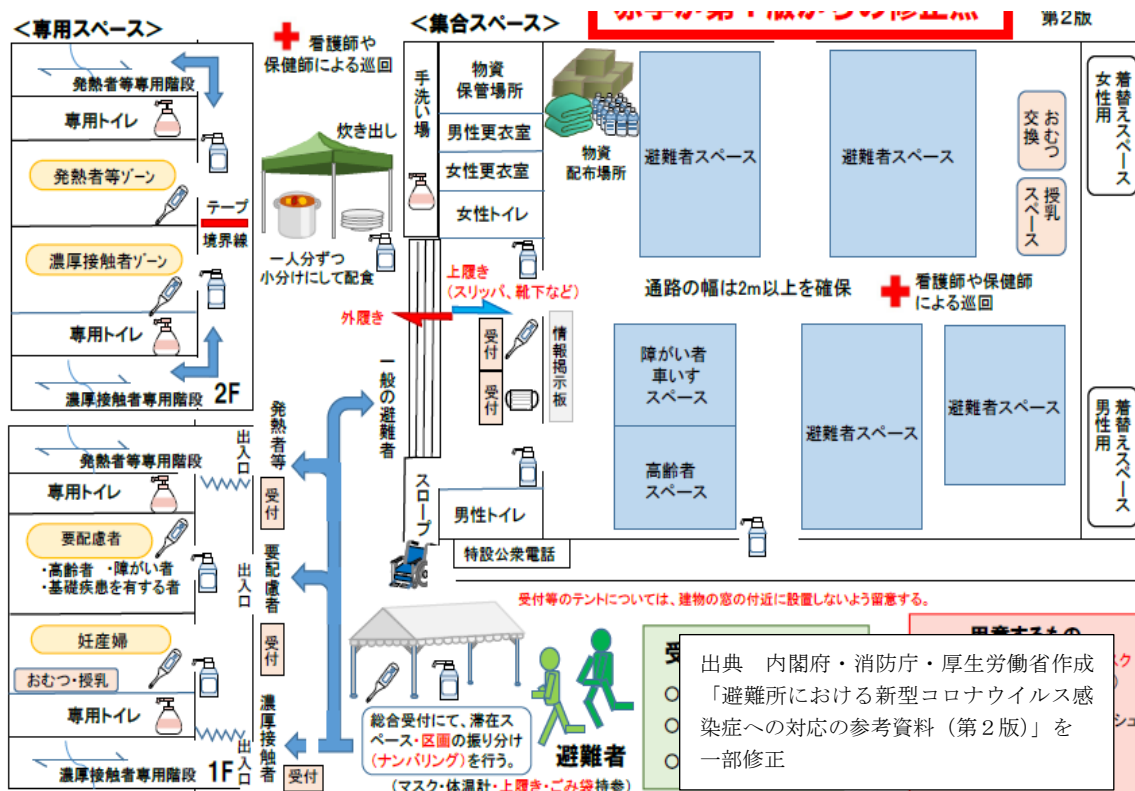 赤字が第1版からの修正点
第2版
＜専用スペース＞
看護師や
保健師による巡回
発熱者等専用階段
専用トイレ
発熱者等ゾーン
テープ
境界線
濃厚接触者ゾーン
専用トイレ
濃厚接触者専用階段
2F
炊き出し
一人分ずつ
小分けにして配食
＜集合スペース＞
手洗い場
物資
保管場所
男性更衣室
女性更衣室
女性トイレ
物資
配布場所
避難者スペース
避難者スペース
おむつ
交換
授乳
スペース
着替えスペース
女性用
上履き
（スリッパ、靴下など）
外履き
通路の幅は2m以上を確保
看護師や保健師
による巡回
受付
受付
情報掲示板
障がい者
車いす
スペース
高齢者
スペース
避難者スペース
避難者スペース
着替えスペース
男性用
一般の避難者
スロープ
男性トイレ
特設公衆電話
発熱者等専用階段
出入口
発熱者等
受付
専用トイレ
要配慮者
・高齢者 ・障がい者
・基礎疾患を有する者
出入口
要配慮者
受付
妊産婦
おむつ・授乳
専用トイレ
濃厚接触者
出入口
受付
濃厚接触者専用階段
1F
受付等のテントについては、建物の窓の付近に設置しないよう留意する。
総合受付にて、滞在ス
ペース・区画の振り分け
（ナンバリング）を行う。
避難者
（マスク・体温計・上履き・ごみ袋持参）
用意するもの
出典 内閣府・消防庁・厚生労働省作成
「避難所における新型コロナウイルス感
染症への対応の参考資料（第２版）」を
一部修正